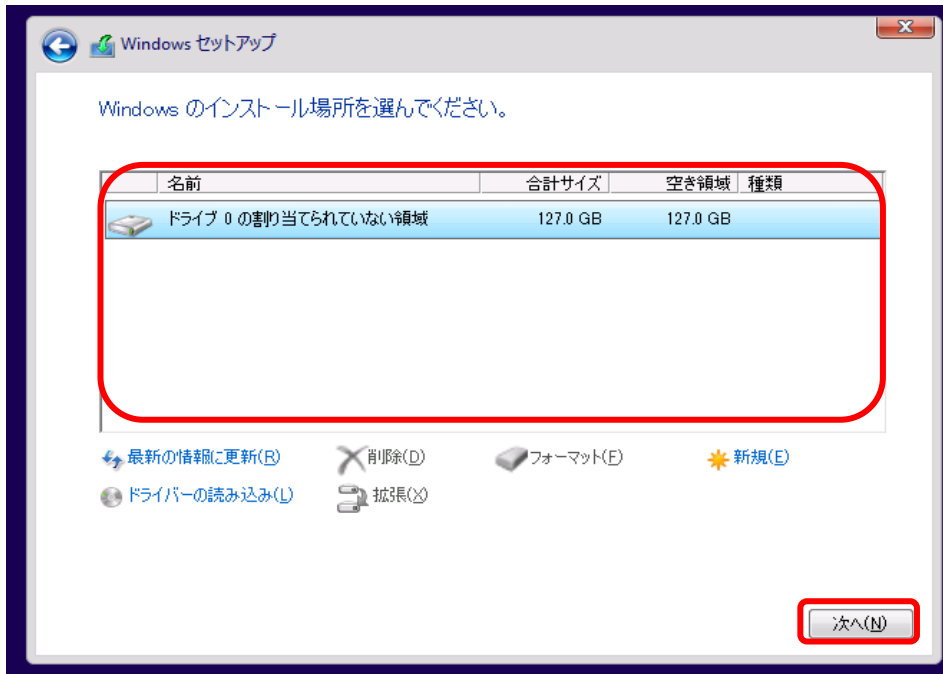 Windows セットアップ
Windows のインストール場所を選んでください。
名前 合計サイズ 空き領域 種類
ドライブ 0 の割り当てられていない領域 127.0 GB 127.0 GB
最新の情報に更新(R) 削除(D) フォーマット(F) 新規(E)
ドライバーの読み込み(L) 拡張(X)
次へ(N)